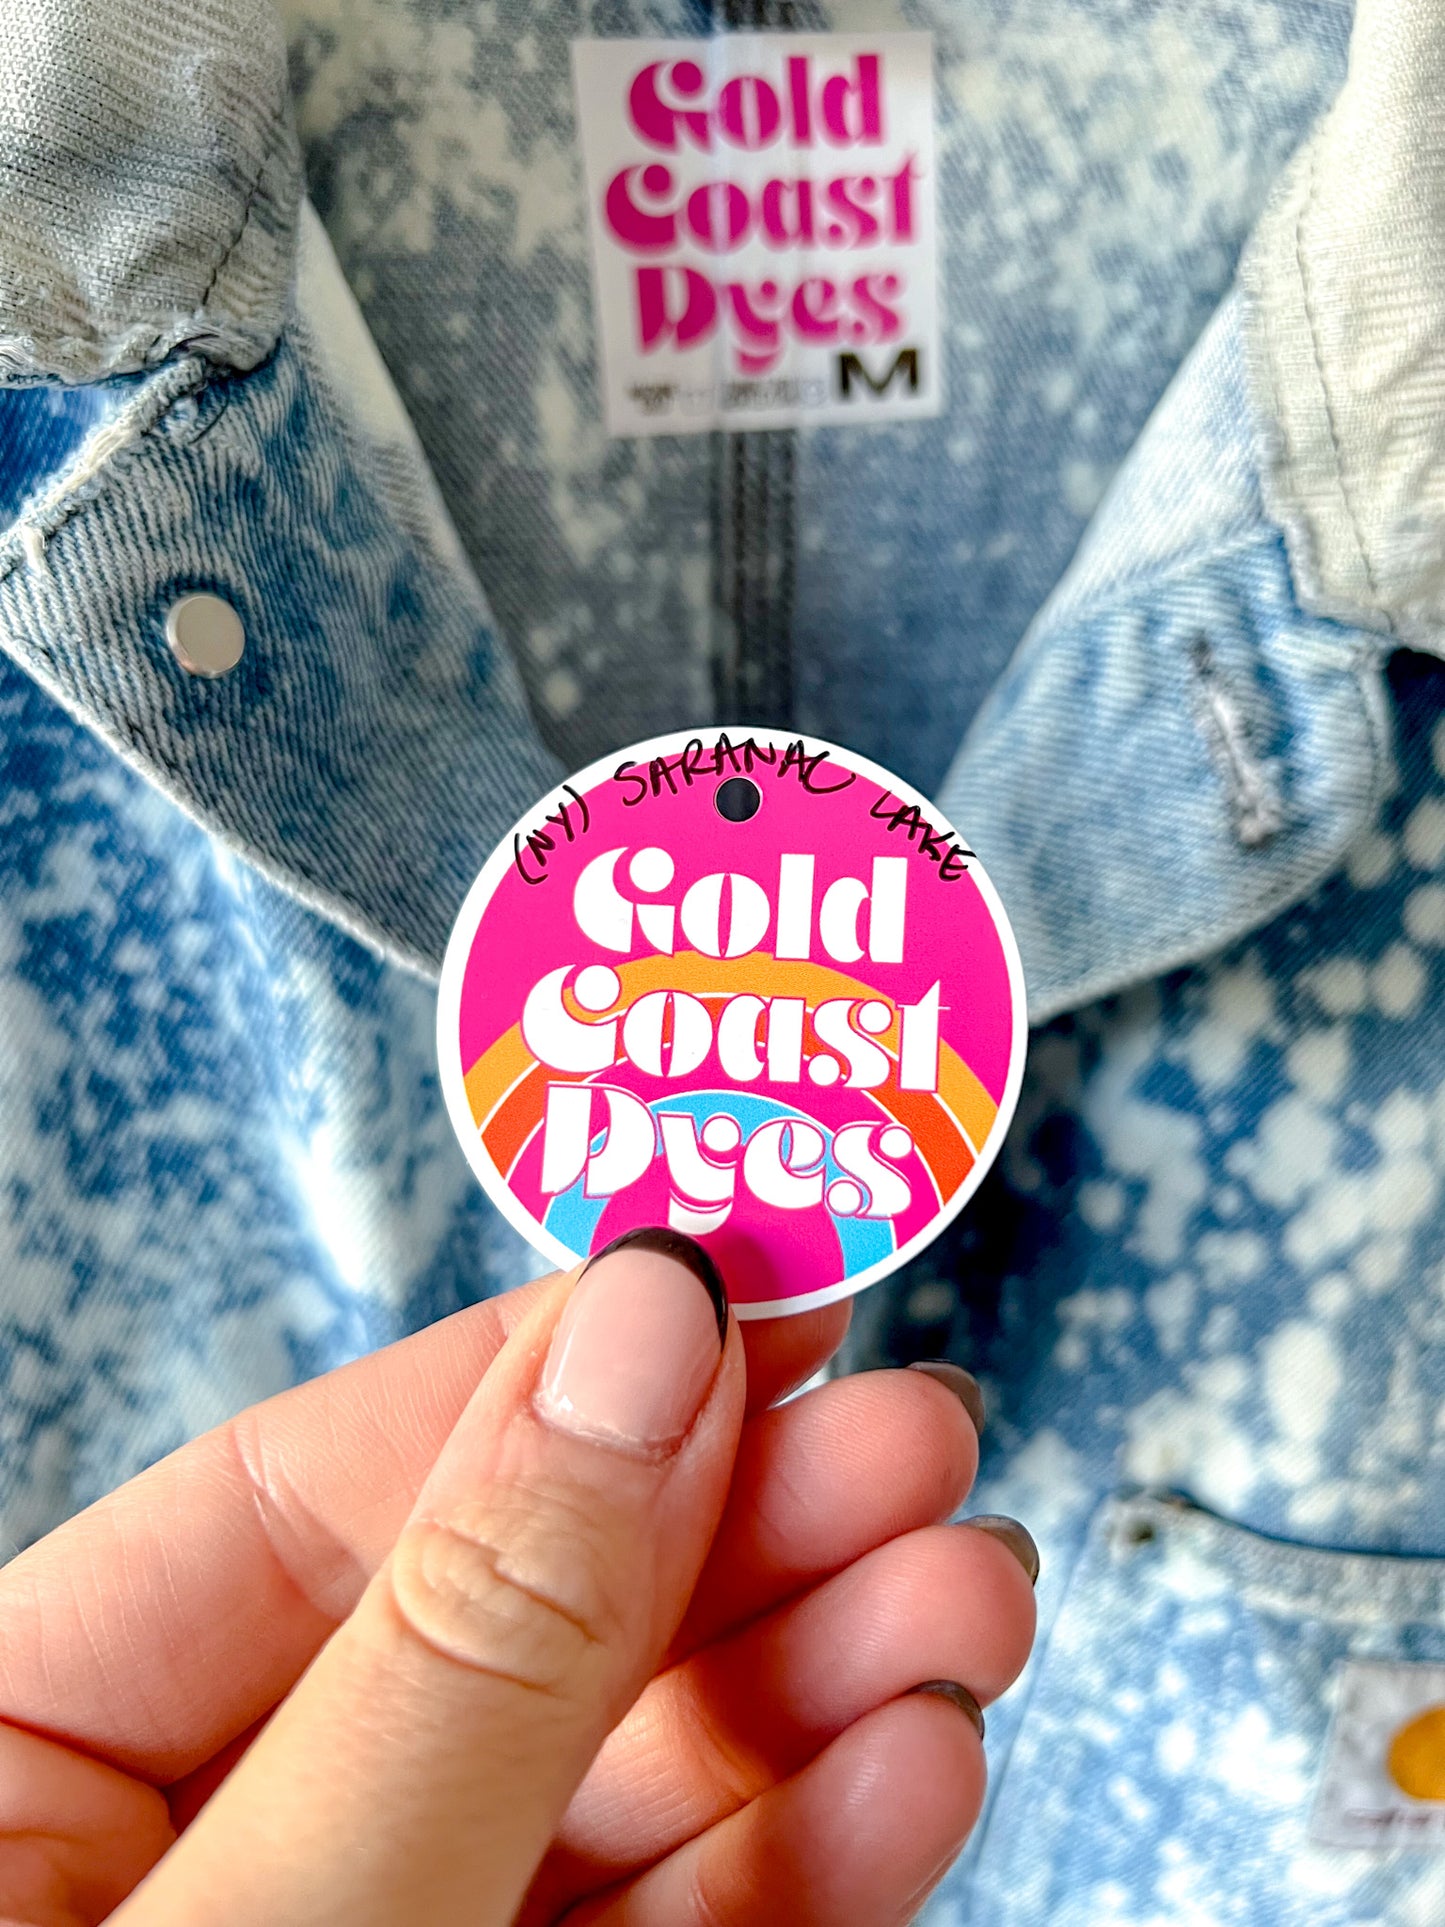 Gold
Coast
Dyes
M
(NY) SARANAC LAKE
Gold
Coast
Dyes